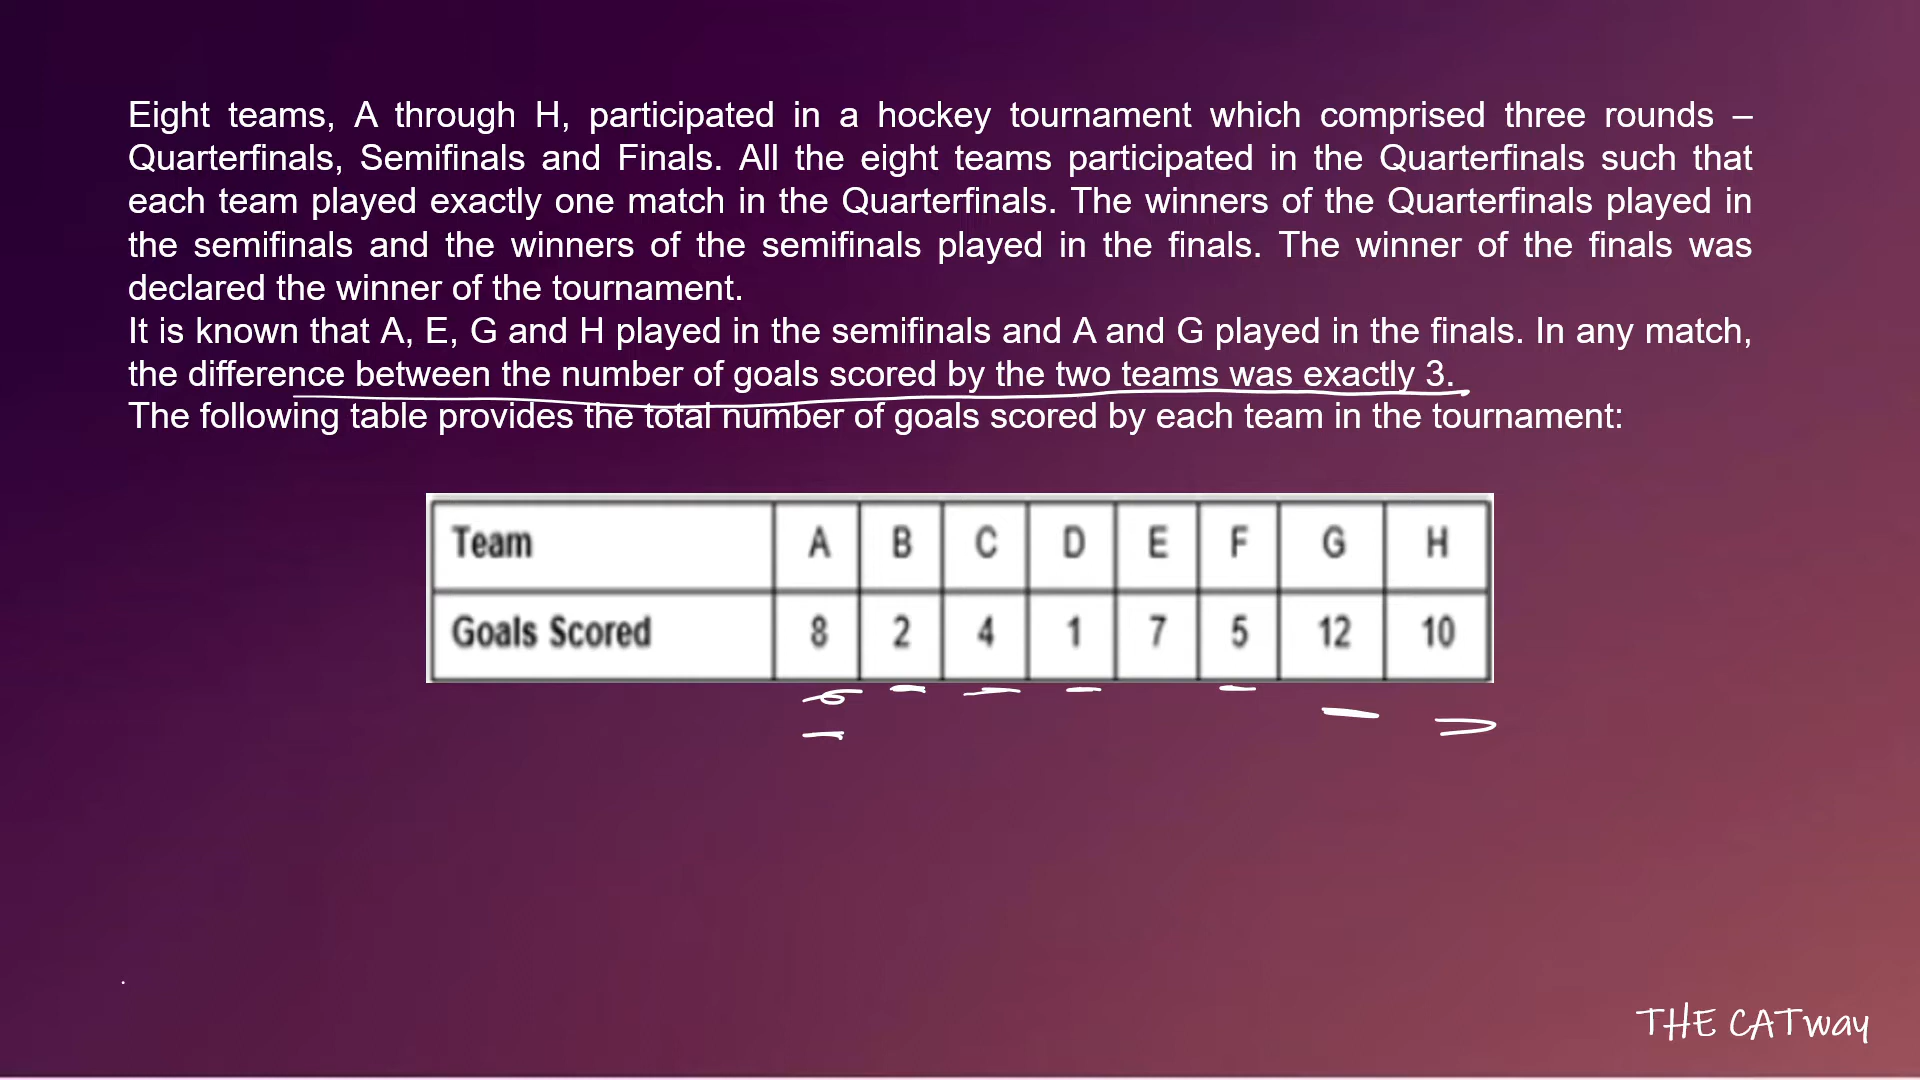 Eight teams, A through H, participated in a hockey tournament which comprised three rounds –
Quarterfinals, Semifinals and Finals. All the eight teams participated in the Quarterfinals such that
each team played exactly one match in the Quarterfinals. The winners of the Quarterfinals played in
the semifinals and the winners of the semifinals played in the finals. The winner of the finals was
declared the winner of the tournament.
It is known that A, E, G and H played in the semifinals and A and G played in the finals. In any match,
the difference between the number of goals scored by the two teams was exactly 3.
The following table provides the total number of goals scored by each team in the tournament:
Team A B C D E F G H
Goals Scored 8 2 4 1 7 5 12 10
THE CATway